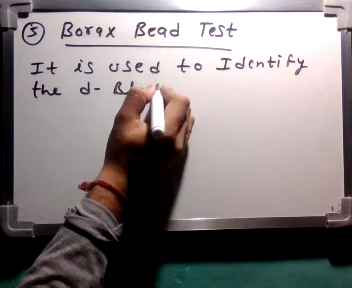 ⑤ Borax Bead Test
It is used to Identify
the d-